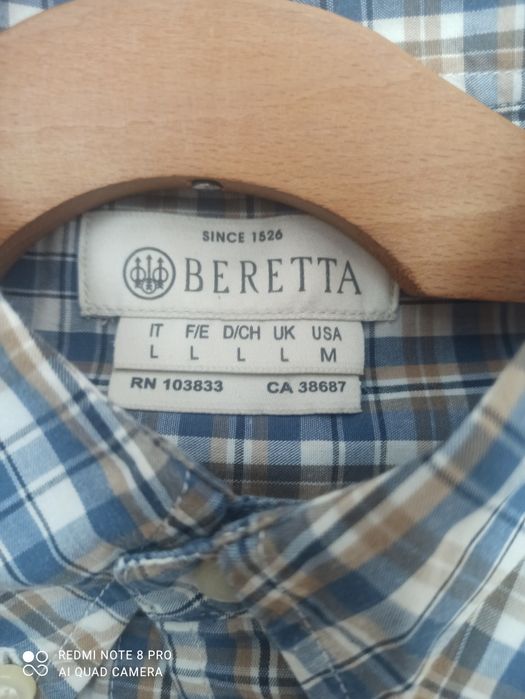 SINCE 1526
BERETTA
IT F/E D/CH UK USA
L L L L M
RN 103833 CA 38687
REDMI NOTE 8 PRO
AI QUAD CAMERA